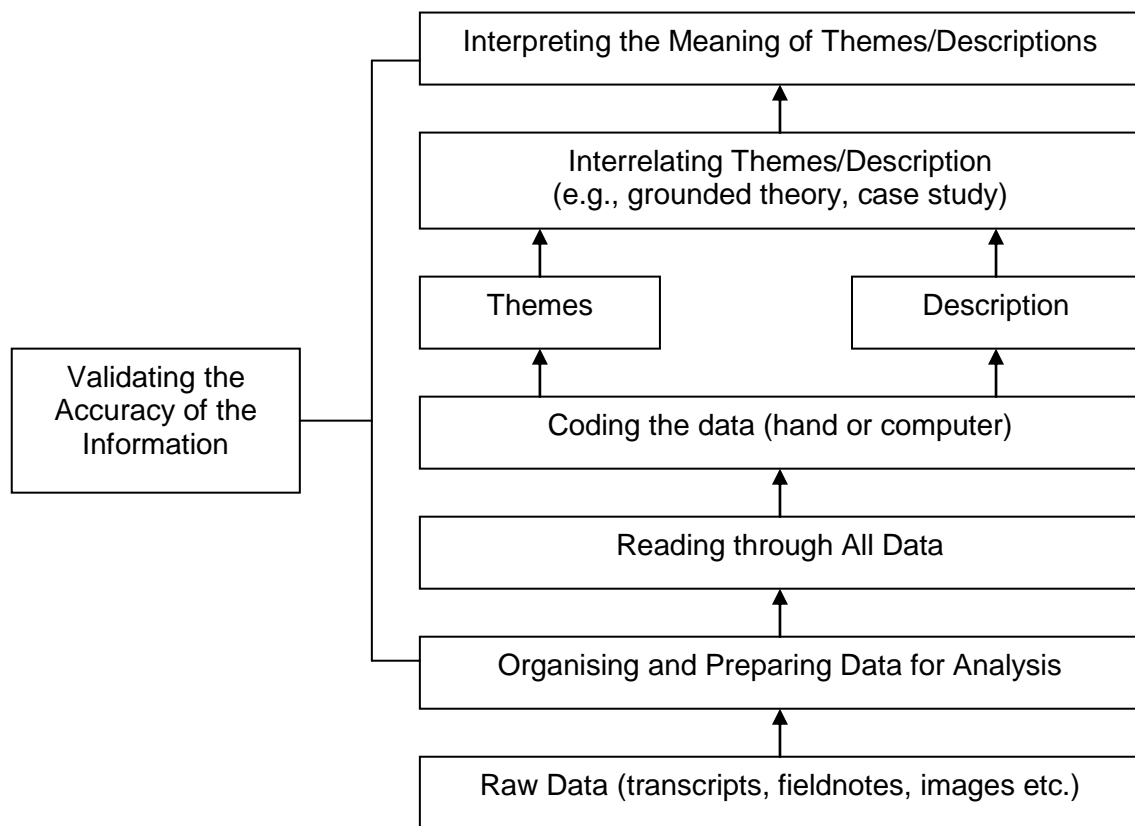 Interpreting the Meaning of Themes/Descriptions
Interrelating Themes/Description
(e.g., grounded theory, case study)
Themes
Description
Validating the
Accuracy of the
Information
Coding the data (hand or computer)
Reading through All Data
Organising and Preparing Data for Analysis
Raw Data (transcripts, fieldnotes, images etc.)